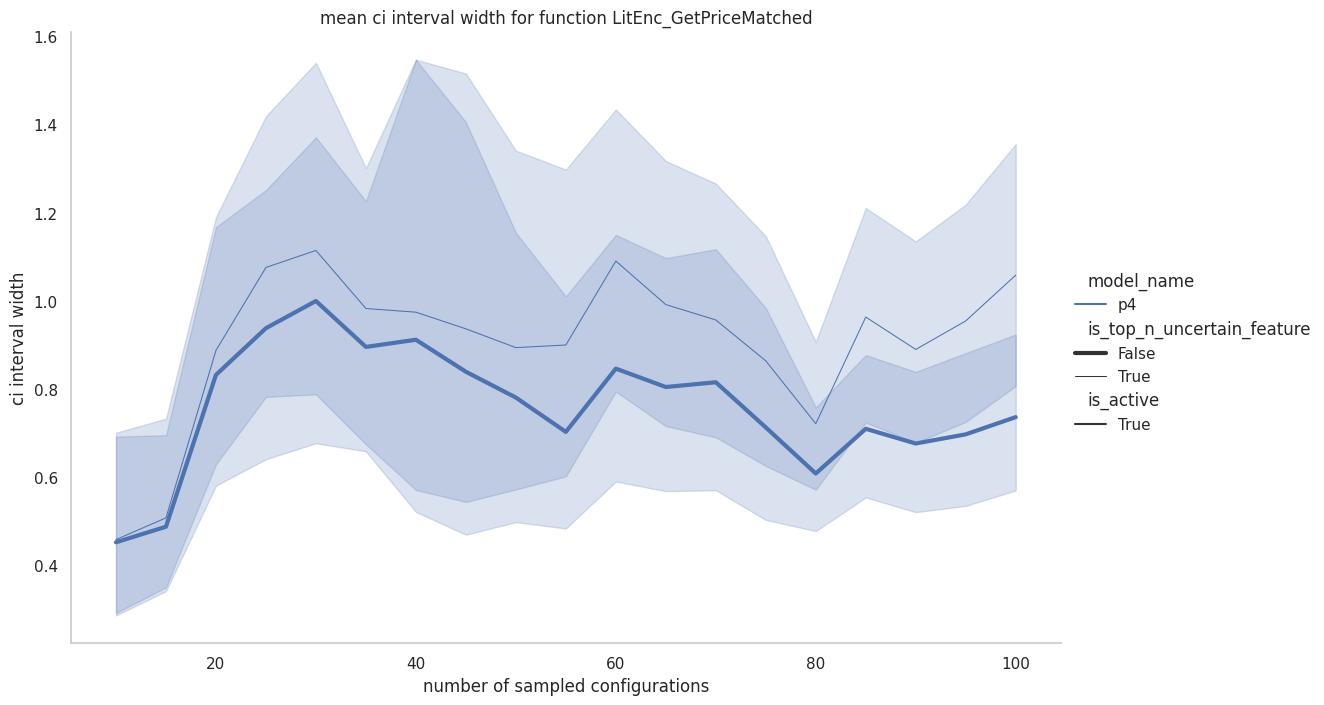 mean ci interval width for function LitEnc_GetPriceMatched
1.6
1.4
1.2
1.0
0.8
0.6
0.4
ci interval width
20
40
60
80
100
number of sampled configurations
model_name
p4
is_top_n_uncertain_feature
False
True
is_active
True